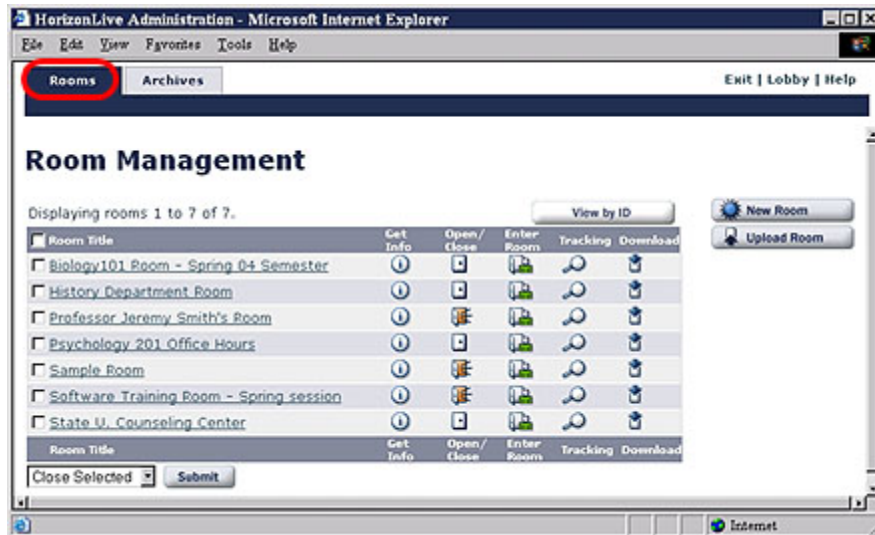 HorizonLive Administration - Microsoft Internet Explorer
File Edit View Favorites Tools Help
Rooms Archives Exit | Lobby | Help
Room Management
Displaying rooms 1 to 7 of 7. View by ID New Room
Room Title Get Info Open/Close Enter Room Tracking Download Upload Room
Biology101 Room - Spring 04 Semester
History Department Room
Professor Jeremy Smith's Room
Psychology 201 Office Hours
Sample Room
Software Training Room - Spring session
State U. Counseling Center
Room Title Get Info Open/Close Enter Room Tracking Download
Close Selected Submit
Internet